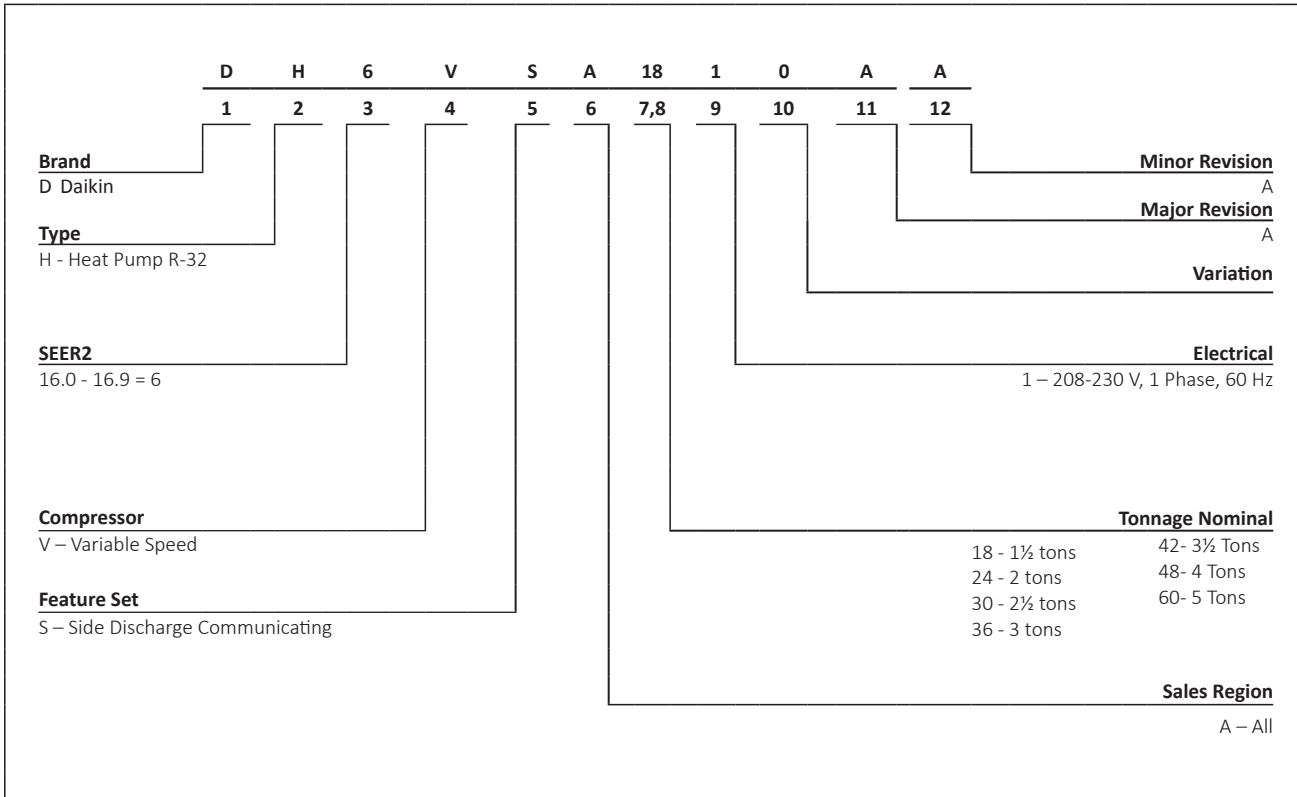 D H 6 V S A 18 1 0 A A
1 2 3 4 5 6 7,8 9 10 11 12
Brand
D Daikin
Type
H - Heat Pump R-32
SEER2
16.0 - 16.9 = 6
Compressor
V – Variable Speed
Feature Set
S – Side Discharge Communicating
Minor Revision
A
Major Revision
A
Variation
Electrical
1 – 208-230 V, 1 Phase, 60 Hz
Tonnage Nominal
18 - 1½ tons
24 - 2 tons
30 - 2½ tons
36 - 3 tons
42- 3½ Tons
48- 4 Tons
60- 5 Tons
Sales Region
A – All